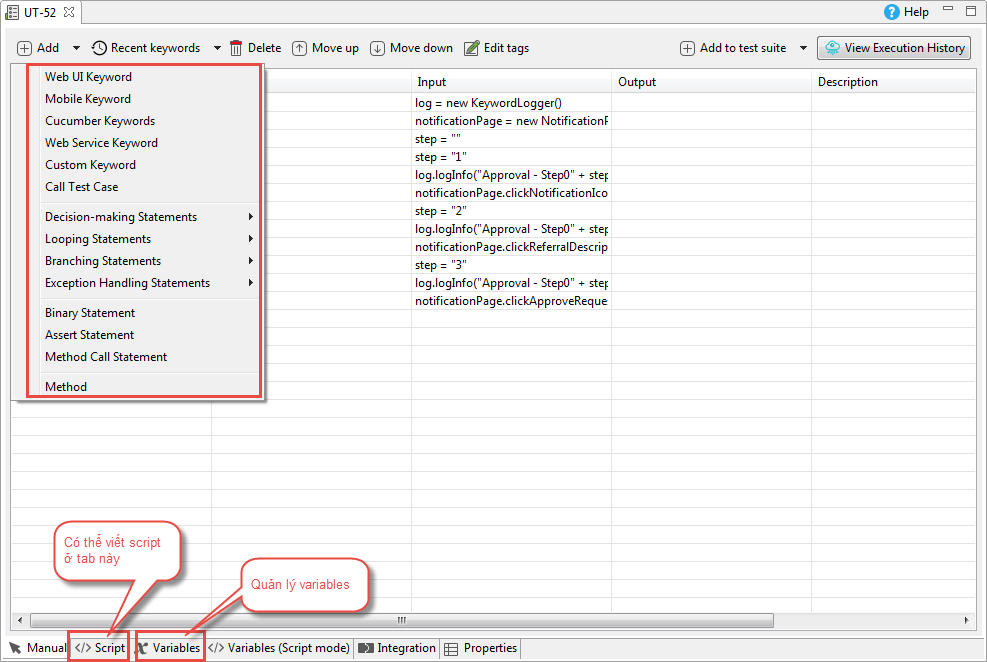 UT-52
Help
Add
Recent keywords
Delete
Move up
Move down
Edit tags
Add to test suite
View Execution History
Web UI Keyword
Mobile Keyword
Cucumber Keywords
Web Service Keyword
Custom Keyword
Call Test Case
Decision-making Statements
Looping Statements
Branching Statements
Exception Handling Statements
Binary Statement
Assert Statement
Method Call Statement
Method
Input
Output
Description
log = new KeywordLogger()
notificationPage = new NotificationP
step = ""
step = "1"
log.logInfo("Approval - Step0" + step
notificationPage.clickNotificationIco
step = "2"
log.logInfo("Approval - Step0" + step
notificationPage.clickReferralDescrip
step = "3"
log.logInfo("Approval - Step0" + step
notificationPage.clickApproveReque
Có thể viết script
ở tab này
Quản lý variables
Manual
</> Script
Variables
</> Variables (Script mode)
Integration
Properties